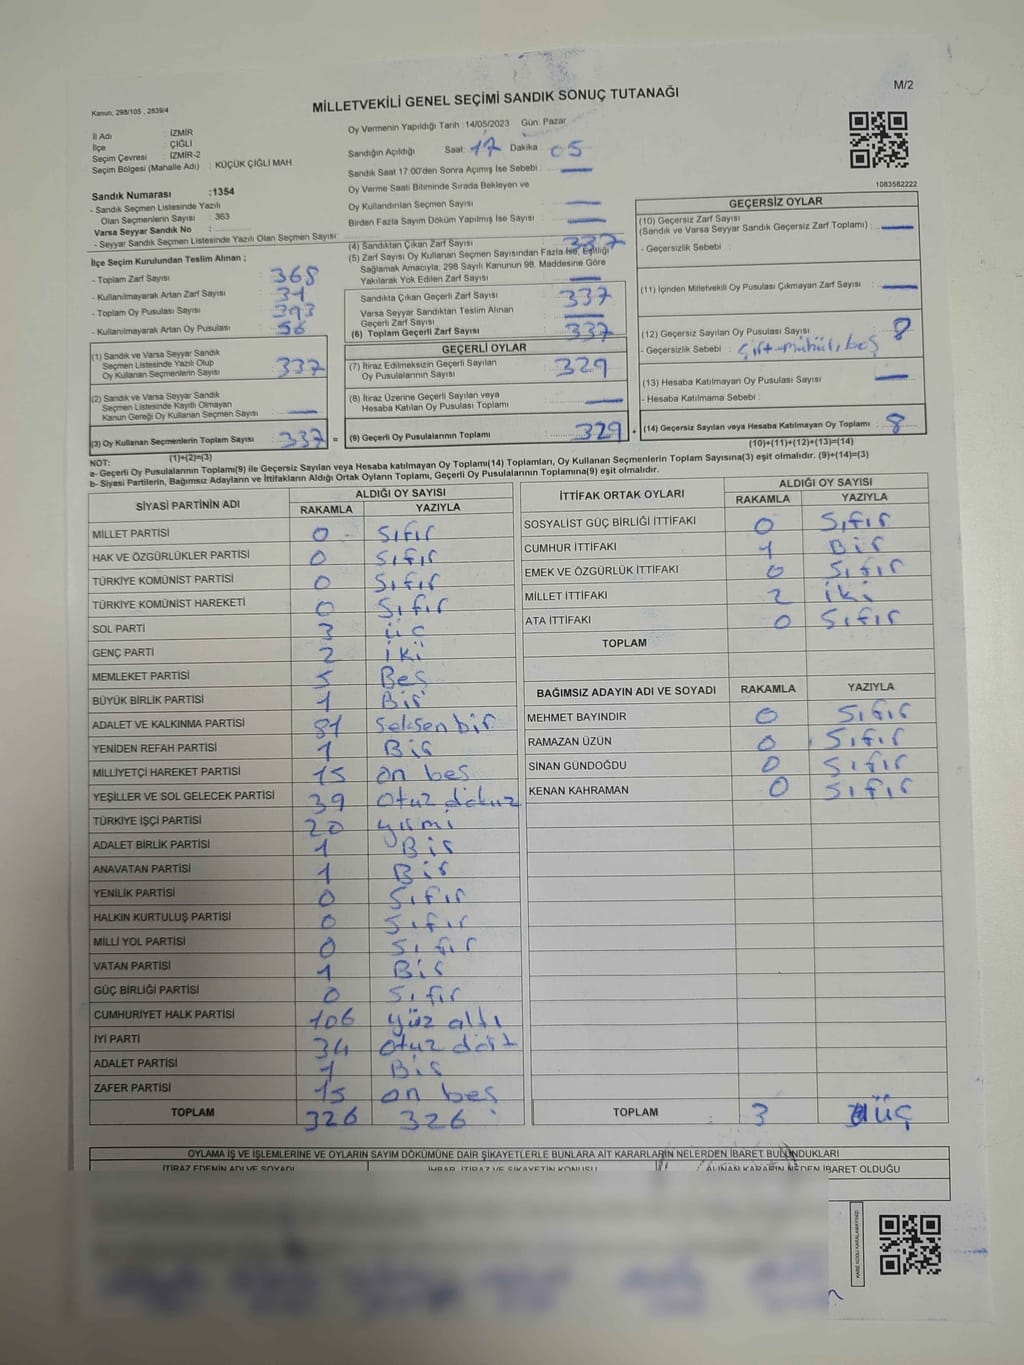 Kanun; 298/105 , 2839/4
MİLLETVEKİLİ GENEL SEÇİMİ SANDIK SONUÇ TUTANAĞI
M/2
İl Adı : İZMİR
İlçe : ÇİĞLİ
Seçim Çevresi : İZMİR-2
Seçim Bölgesi (Mahalle Adı) : KÜÇÜK ÇİĞLİ MAH.
Sandık Numarası :1354
- Sandık Seçmen Listesinde Yazılı
Olan Seçmenlerin Sayısı : 363
Varsa Seyyar Sandık No :
- Seyyar Sandık Seçmen Listesinde Yazılı Olan Seçmen Sayısı:
Oy Vermenin Yapıldığı Tarih :14/05/2023 Gün: Pazar
Sandığın Açıldığı Saat: 17 Dakika: 05
Sandık Saat 17.00'den Sonra Açımış İse Sebebi : —
Oy Verme Saati Bitiminde Sırada Bekleyen ve
Oy Kullandırılan Seçmen Sayısı : —
Birden Fazla Sayım Döküm Yapılmış İse Sayısı : —
1083582222
İlçe Seçim Kurulundan Teslim Alınan ;
- Toplam Zarf Sayısı : 368
- Kullanılmayarak Artan Zarf Sayısı : 31
- Toplam Oy Pusulası Sayısı : 393
- Kullanılmayarak Artan Oy Pusulası : 56
(1) Sandık ve Varsa Seyyar Sandık
Seçmen Listesinde Yazılı Olup
Oy Kullanan Seçmenlerin Sayısı : 337
(2) Sandık ve Varsa Seyyar Sandık
Seçmen Listesinde Kayıtlı Olmayan
Kanun Gereği Oy Kullanan Seçmen Sayısı : —
(3) Oy Kullanan Seçmenlerin Toplam Sayısı : 337 =
(1)+(2)=(3)
(4) Sandıktan Çıkan Zarf Sayısı : 337
(5) Zarf Sayısı Oy Kullanan Seçmen Sayısından Fazla İse, Eşitliği
Sağlamak Amacıyla, 298 Sayılı Kanunun 98. Maddesine Göre
Yakılarak Yok Edilen Zarf Sayısı : —
Sandıkta Çıkan Geçerli Zarf Sayısı : 337
Varsa Seyyar Sandıktan Teslim Alınan
Geçerli Zarf Sayısı : —
(6) Toplam Geçerli Zarf Sayısı : 337
GEÇERLİ OYLAR
(7) İtiraz Edilmeksizin Geçerli Sayılan
Oy Pusulalarının Sayısı : 329
(8) İtiraz Üzerine Geçerli Sayılan veya
Hesaba Katılan Oy Pusulası Toplamı : —
(9) Geçerli Oy Pusulalarının Toplamı : 329 +
GEÇERSİZ OYLAR
(10) Geçersiz Zarf Sayısı
(Sandık ve Varsa Seyyar Sandık Geçersiz Zarf Toplamı) : —
- Geçersizlik Sebebi :
(11) İçinden Milletvekili Oy Pusulası Çıkmayan Zarf Sayısı : —
(12) Geçersiz Sayılan Oy Pusulası Sayısı : 8
- Geçersizlik Sebebi : çift mühür, boş
(13) Hesaba Katılmayan Oy Pusulası Sayısı : —
- Hesaba Katılmama Sebebi :
(14) Geçersiz Sayılan veya Hesaba Katılmayan Oy Toplamı : 8
(10)+(11)+(12)+(13)=(14)
NOT:
a- Geçerli Oy Pusulalarının Toplamı(9) ile Geçersiz Sayılan veya Hesaba katılmayan Oy Toplamı(14) Toplamları, Oy Kullanan Seçmenlerin Toplam Sayısına(3) eşit olmalıdır. (9)+(14)=(3)
b- Siyasi Partilerin, Bağımsız Adayların ve İttifakların Aldığı Ortak Oyların Toplamı, Geçerli Oy Pusulalarının Toplamına(9) eşit olmalıdır.
SİYASİ PARTİNİN ADI ALDIĞI OY SAYISI
RAKAMLA YAZIYLA
MİLLET PARTİSİ 0 Sıfır
HAK VE ÖZGÜRLÜKLER PARTİSİ 0 Sıfır
TÜRKİYE KOMÜNİST PARTİSİ 0 Sıfır
TÜRKİYE KOMÜNİST HAREKETİ 0 Sıfır
SOL PARTİ 3 üç
GENÇ PARTİ 2 iki
MEMLEKET PARTİSİ 5 Beş
BÜYÜK BİRLİK PARTİSİ 1 Bir
ADALET VE KALKINMA PARTİSİ 81 Seksen bir
YENİDEN REFAH PARTİSİ 1 Bir
MİLLİYETÇİ HAREKET PARTİSİ 15 on beş
YEŞİLLER VE SOL GELECEK PARTİSİ 39 otuz dokuz
TÜRKİYE İŞÇİ PARTİSİ 20 yirmi
ADALET BİRLİK PARTİSİ 1 Bir
ANAVATAN PARTİSİ 1 Bir
YENİLİK PARTİSİ 0 Sıfır
HALKIN KURTULUŞ PARTİSİ 0 Sıfır
MİLLİ YOL PARTİSİ 0 Sıfır
VATAN PARTİSİ 1 Bir
GÜÇ BİRLİĞİ PARTİSİ 0 Sıfır
CUMHURİYET HALK PARTİSİ 106 yüz altı
İYİ PARTİ 34 otuz dört
ADALET PARTİSİ 1 Bir
ZAFER PARTİSİ 15 on beş
TOPLAM 326 326
İTTİFAK ORTAK OYLARI ALDIĞI OY SAYISI
RAKAMLA YAZIYLA
SOSYALİST GÜÇ BİRLİĞİ İTTİFAKI 0 Sıfır
CUMHUR İTTİFAKI 1 Bir
EMEK VE ÖZGÜRLÜK İTTİFAKI 0 Sıfır
MİLLET İTTİFAKI 2 iki
ATA İTTİFAKI 0 Sıfır
TOPLAM
BAĞIMSIZ ADAYIN ADI VE SOYADI RAKAMLA YAZIYLA
MEHMET BAYINDIR 0 Sıfır
RAMAZAN ÜZÜN 0 Sıfır
SİNAN GÜNDOĞDU 0 Sıfır
KENAN KAHRAMAN 0 Sıfır
TOPLAM 3 üç
OYLAMA İŞ VE İŞLEMLERİNE VE OYLARIN SAYIM DÖKÜMÜNE DAİR ŞİKAYETLERLE BUNLARA AİT KARARLARIN NELERDEN İBARET BULUNDUKLARI
İTİRAZ EDENİN ADI VE SOYADI İHBAR, İTİRAZ VE ŞİKAYETİN KONUSU ALINAN KARARIN NEDEN İBARET OLDUĞU